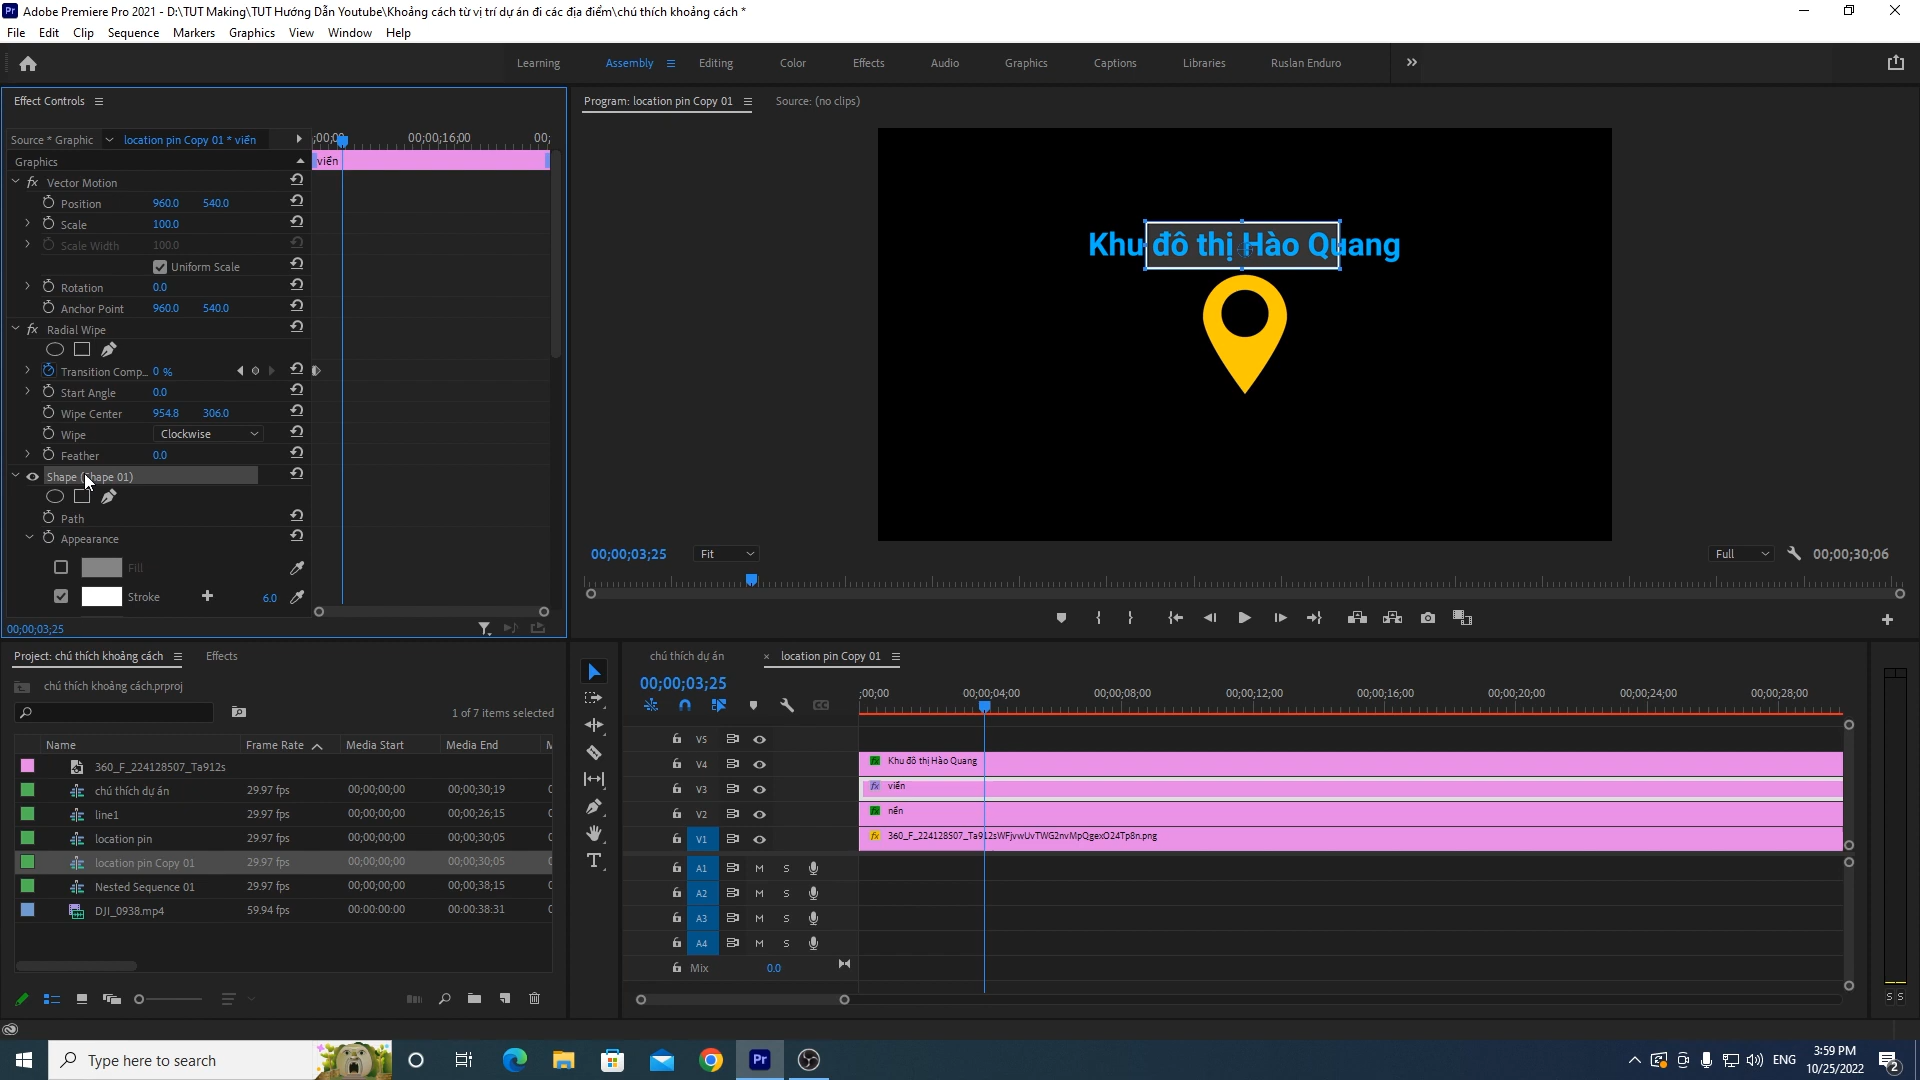 Pr Adobe Premiere Pro 2021 - D:\TUT Making\TUT Hướng Dẫn Youtube\Khoảng cách từ vị trí dự án đi các địa điểm\chú thích khoảng cách *
File Edit Clip Sequence Markers Graphics View Window Help
Learning Assembly Editing Color Effects Audio Graphics Captions Libraries Ruslan Enduro
Effect Controls
Source * Graphic location pin Copy 01 * viền
;00;00 00;00;16;00 00;
Graphics viền
Vector Motion
Position 960.0 540.0
Scale 100.0
Scale Width 100.0
Uniform Scale
Rotation 0.0
Anchor Point 960.0 540.0
Radial Wipe
Transition Comp... 0 %
Start Angle 0.0
Wipe Center 954.8 306.0
Wipe Clockwise
Feather 0.0
Shape (Shape 01)
Path
Appearance
Fill
Stroke 6.0
00;00;03;25
Program: location pin Copy 01 Source: (no clips)
Khu đô thị Hào Quang
00;00;03;25 Fit Full 00;00;30;06
Project: chú thích khoảng cách Effects
chú thích khoảng cách.prproj
1 of 7 items selected
Name Frame Rate Media Start Media End
360_F_224128507_Ta912s
chú thích dự án 29.97 fps 00;00;00;00 00;00;30;19
line1 29.97 fps 00;00;00;00 00;00;26;15
location pin 29.97 fps 00;00;00;00 00;00;30;05
location pin Copy 01 29.97 fps 00;00;00;00 00;00;30;05
Nested Sequence 01 29.97 fps 00;00;00;00 00;00;38;15
DJI_0938.mp4 59.94 fps 00:00:00:00 00:00:38:31
chú thích dự án × location pin Copy 01
00;00;03;25
;00;00 00;00;04;00 00;00;08;00 00;00;12;00 00;00;16;00 00;00;20;00 00;00;24;00 00;00;28;00
V5
V4 fx Khu đô thị Hào Quang
V3 fx viền
V2 fx nền
V1 fx 360_F_224128507_Ta912sWFjvwUvTWG2nvMpQgexO24Tp8n.png
A1 M S
A2 M S
A3 M S
A4 M S
Mix 0.0
S S
Type here to search
Pr
ENG
3:59 PM
10/25/2022
2